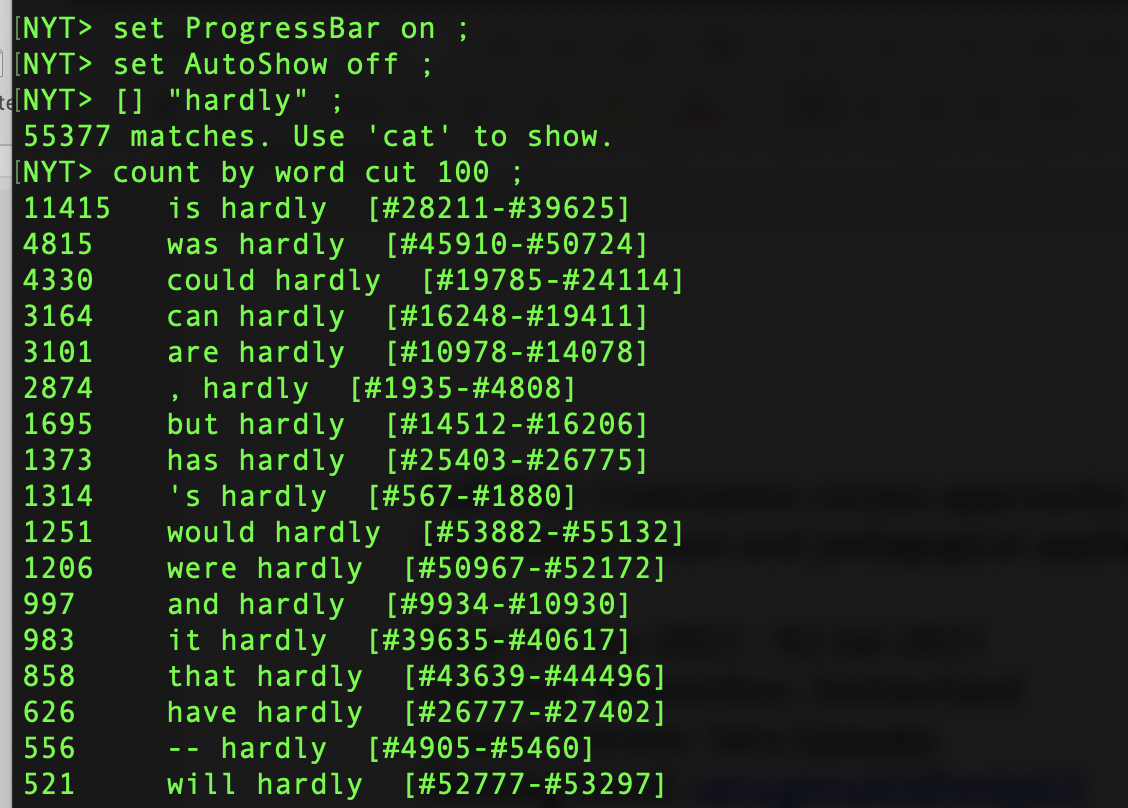 [NYT> set ProgressBar on ;
[NYT> set AutoShow off ;
[NYT> [] "hardly" ;
55377 matches. Use 'cat' to show.
[NYT> count by word cut 100 ;
11415 is hardly [#28211-#39625]
4815 was hardly [#45910-#50724]
4330 could hardly [#19785-#24114]
3164 can hardly [#16248-#19411]
3101 are hardly [#10978-#14078]
2874 , hardly [#1935-#4808]
1695 but hardly [#14512-#16206]
1373 has hardly [#25403-#26775]
1314 's hardly [#567-#1880]
1251 would hardly [#53882-#55132]
1206 were hardly [#50967-#52172]
997 and hardly [#9934-#10930]
983 it hardly [#39635-#40617]
858 that hardly [#43639-#44496]
626 have hardly [#26777-#27402]
556 -- hardly [#4905-#5460]
521 will hardly [#52777-#53297]